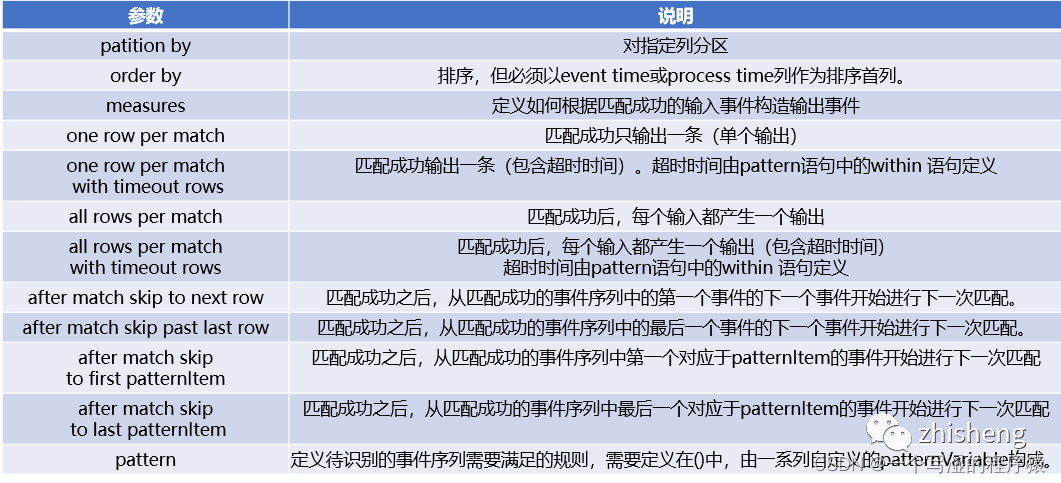 参数 说明
patition by 对指定列分区
order by 排序，但必须以event time或process time列作为排序首列。
measures 定义如何根据匹配成功的输入事件构造输出事件
one row per match 匹配成功只输出一条（单个输出）
one row per match
with timeout rows
匹配成功输出一条（包含超时时间）。超时时间由pattern语句中的within 语句定义
all rows per match 匹配成功后，每个输入都产生一个输出
all rows per match
with timeout rows
匹配成功后，每个输入都产生一个输出（包含超时时间）
超时时间由pattern语句中的within 语句定义
after match skip to next row 匹配成功之后，从匹配成功的事件序列中的第一个事件的下一个事件开始进行下一次匹配。
after match skip past last row 匹配成功之后，从匹配成功的事件序列中的最后一个事件的下一个事件开始进行下一次匹配。
after match skip
to first patternItem
匹配成功之后，从匹配成功的事件序列中第一个对应于patternItem的事件开始进行下一次匹配
after match skip
to last patternItem
匹配成功之后，从匹配成功的事件序列中最后一个对应于patternItem的事件开始进行下一次匹配
pattern 定义待识别的事件序列需要满足的规则，需要定义在()中，由一系列自定义的patternVariable构成。
zhisheng